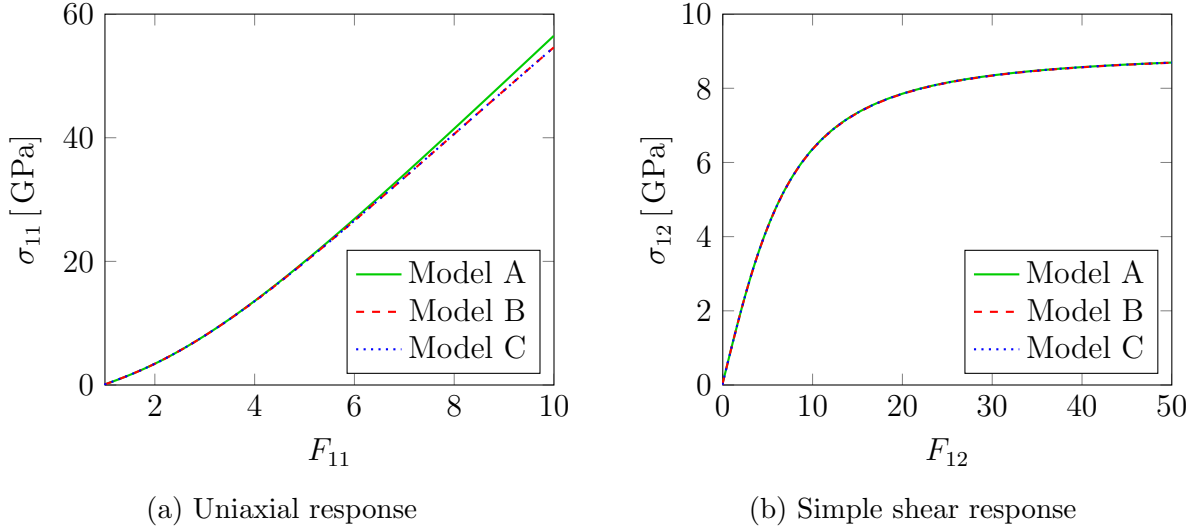 60
40
20
0
2
4
6
8
10
σ11 [ GPa]
F11
Model A
Model B
Model C
(a) Uniaxial response
10
8
6
4
2
0
0
10
20
30
40
50
σ12 [ GPa]
F12
Model A
Model B
Model C
(b) Simple shear response